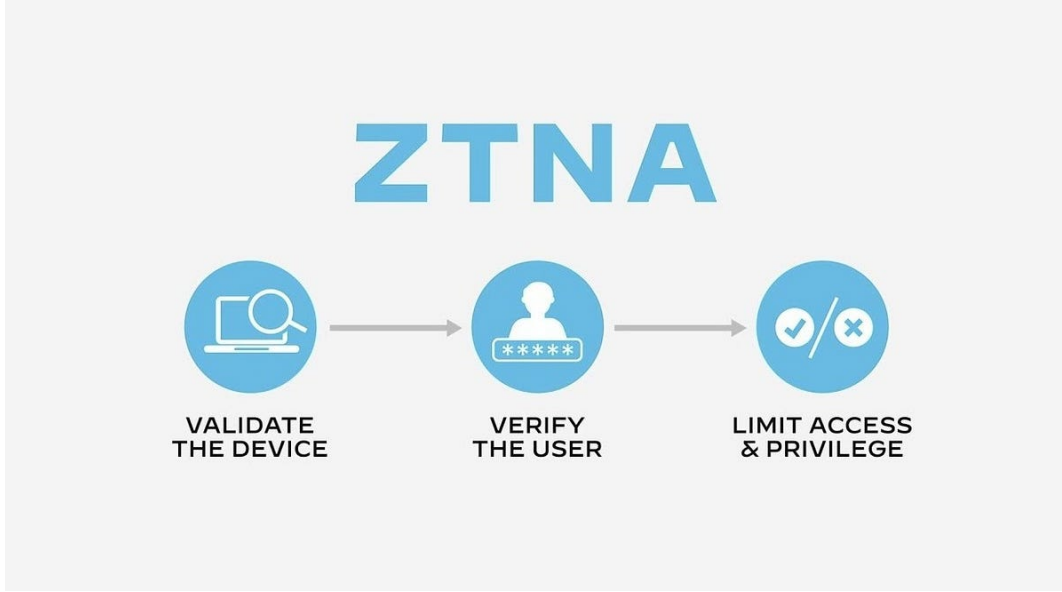 ZTNA
*****
VALIDATE
THE DEVICE
VERIFY
THE USER
LIMIT ACCESS
& PRIVILEGE